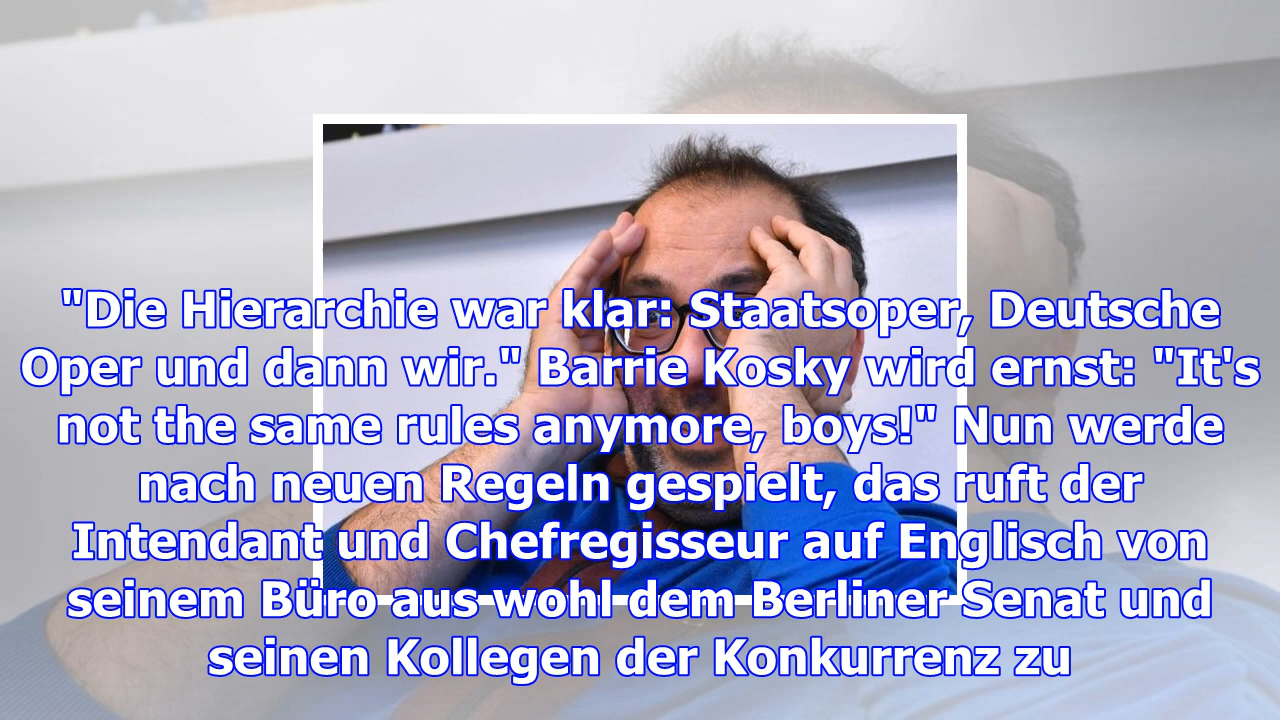 "Die Hierarchie war klar: Staatsoper, Deutsche
Oper und dann wir." Barrie Kosky wird ernst: "It's
not the same rules anymore, boys!" Nun werde
nach neuen Regeln gespielt, das ruft der
Intendant und Chefregisseur auf Englisch von
seinem Büro aus wohl dem Berliner Senat und
seinen Kollegen der Konkurrenz zu